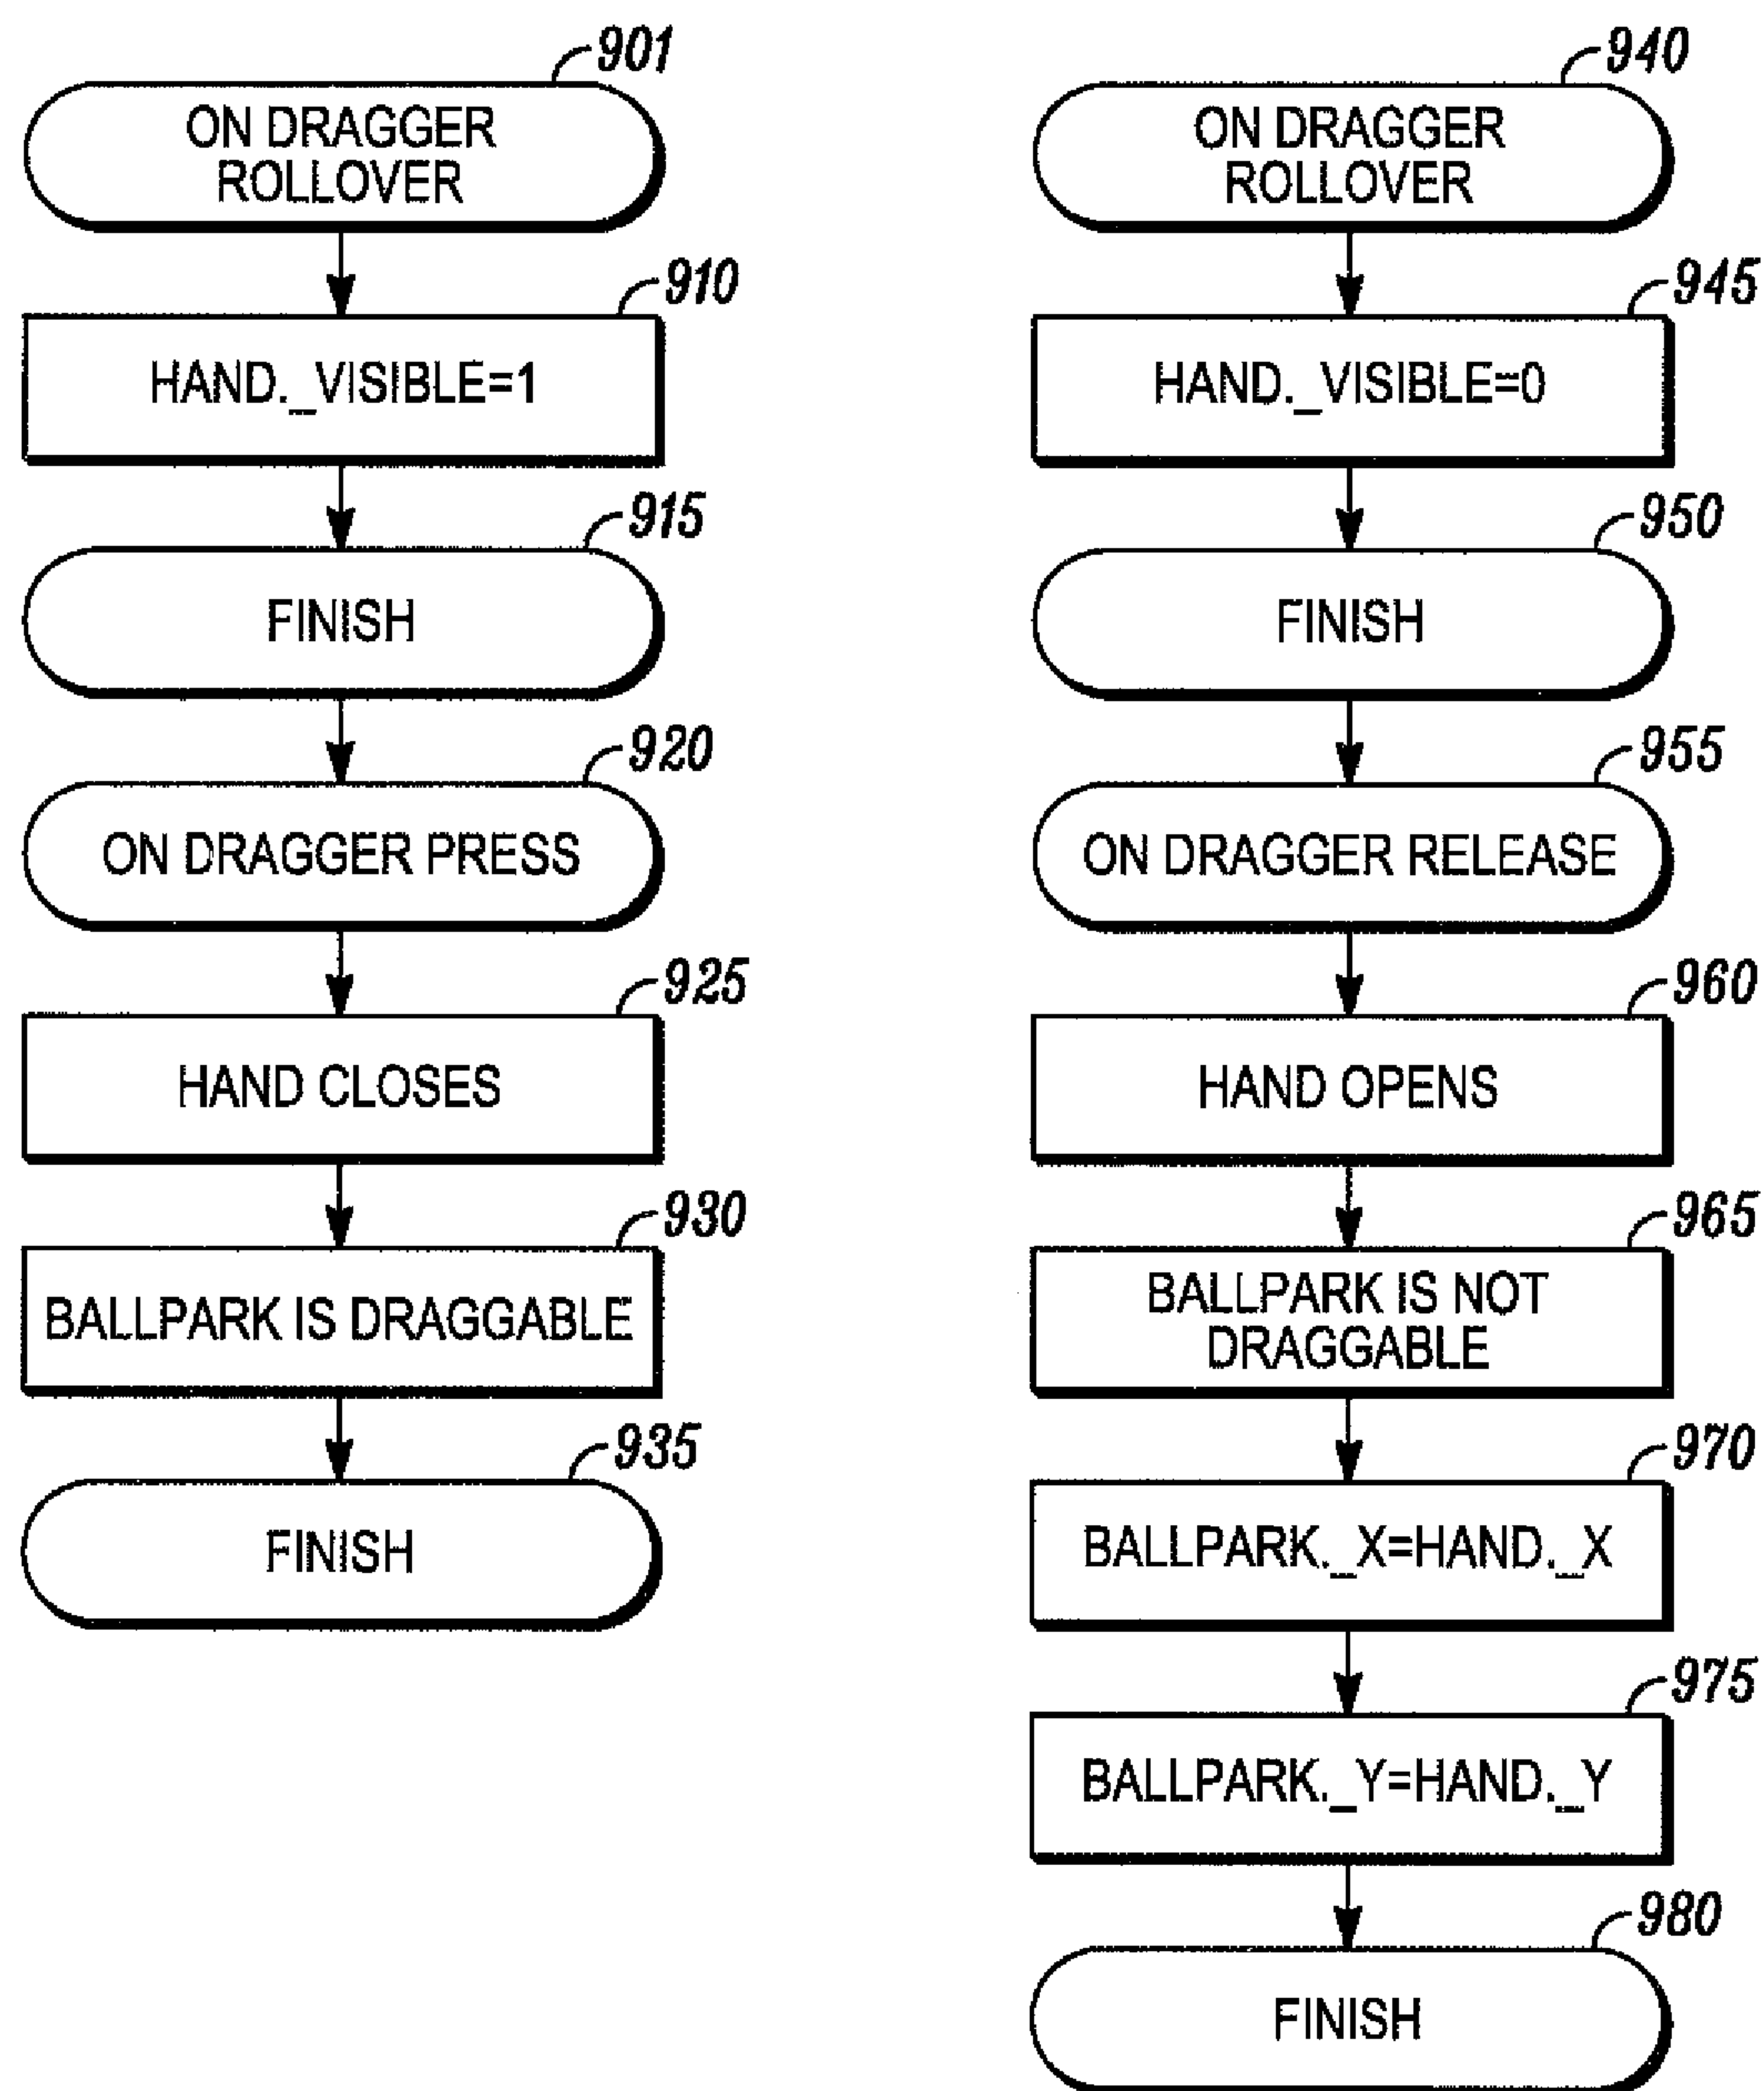 901
ON DRAGGER
ROLLOVER
910
HAND._VISIBLE=1
915
FINISH
920
ON DRAGGER PRESS
925
HAND CLOSES
930
BALLPARK IS DRAGGABLE
935
FINISH
940
ON DRAGGER
ROLLOVER
945
HAND._VISIBLE=0
950
FINISH
955
ON DRAGGER RELEASE
960
HAND OPENS
965
BALLPARK IS NOT
DRAGGABLE
970
BALLPARK._X=HAND._X
975
BALLPARK._Y=HAND._Y
980
FINISH